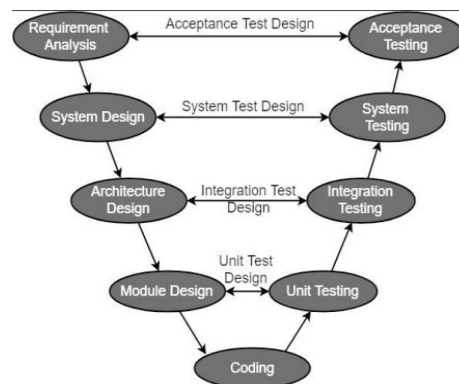 Requirement
Analysis
Acceptance Test Design
Acceptance
Testing
System Design
System Test Design
System
Testing
Architecture
Design
Integration Test
Design
Integration
Testing
Module Design
Unit Test
Design
Unit Testing
Coding